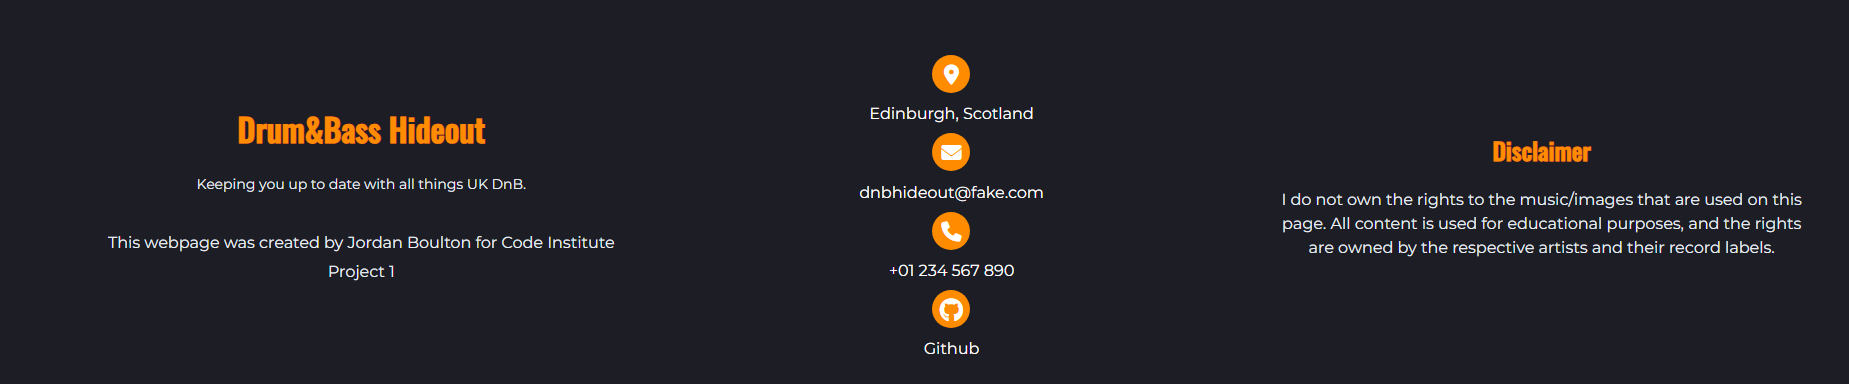 Drum&Bass Hideout
Keeping you up to date with all things UK DnB.
This webpage was created by Jordan Boulton for Code Institute
Project 1
Edinburgh, Scotland
dnbhideout@fake.com
+01 234 567 890
Github
Disclaimer
I do not own the rights to the music/images that are used on this
page. All content is used for educational purposes, and the rights
are owned by the respective artists and their record labels.